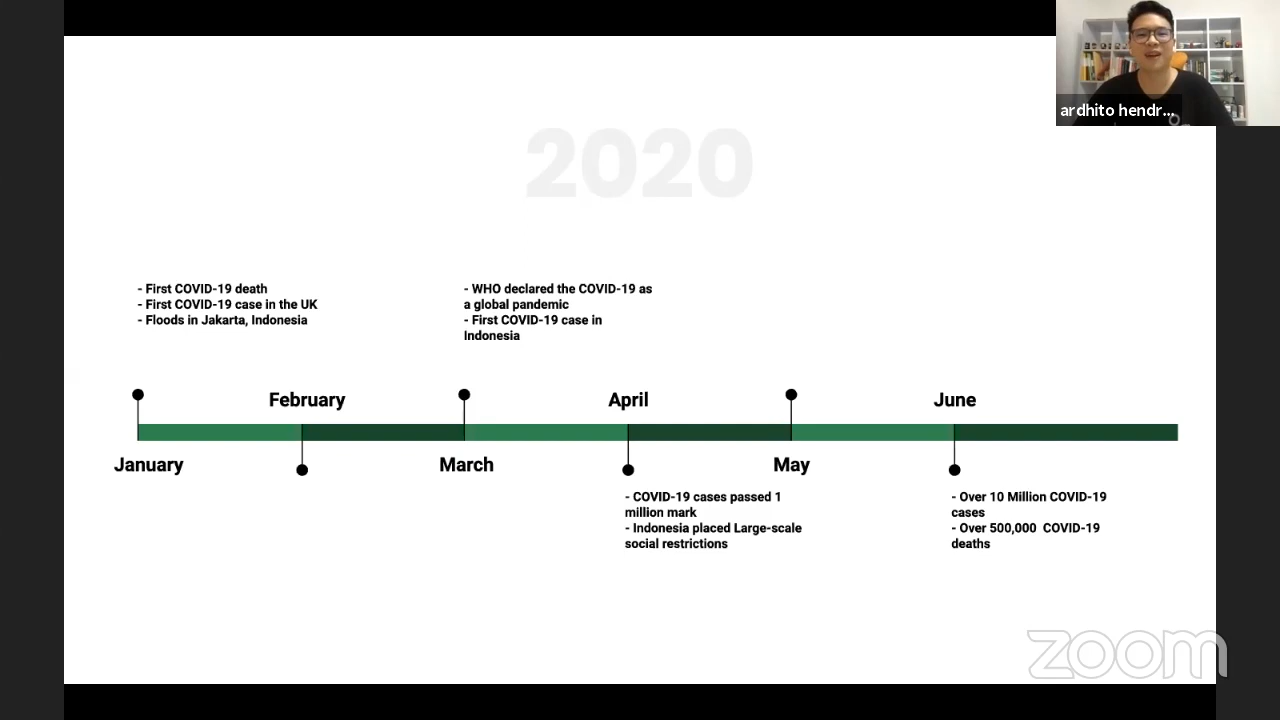 ardhito hendr...
2020
- First COVID-19 death
- First COVID-19 case in the UK
- Floods in Jakarta, Indonesia
- WHO declared the COVID-19 as
a global pandemic
- First COVID-19 case in
Indonesia
February
April
June
January
March
May
- COVID-19 cases passed 1
million mark
- Indonesia placed Large-scale
social restrictions
- Over 10 Million COVID-19
cases
- Over 500,000 COVID-19
deaths
zoom